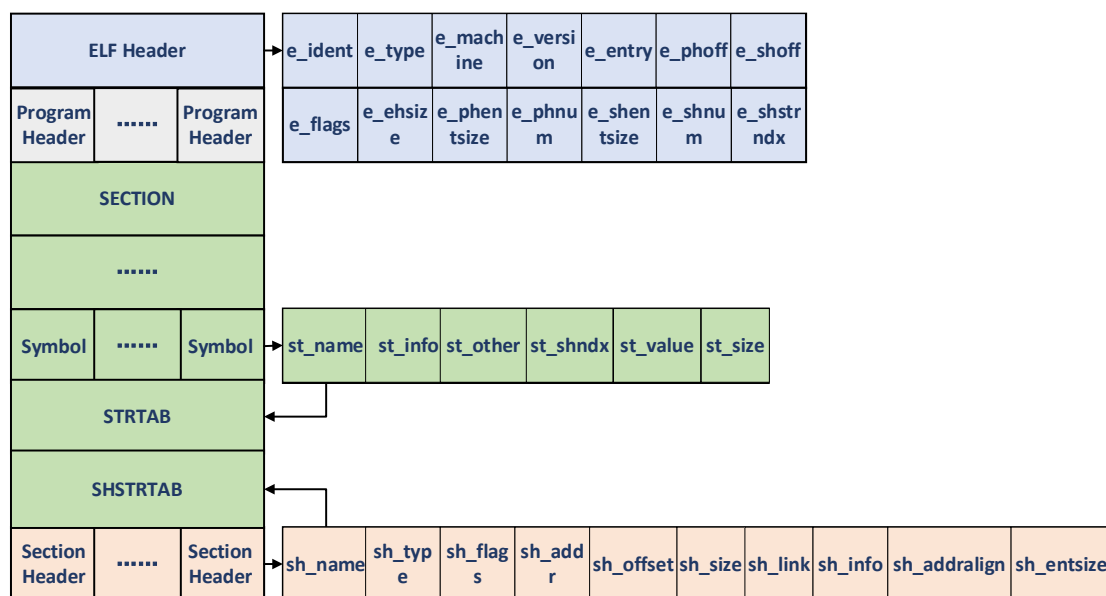 ELF Header
e_ident
e_type
e_mach
ine
e_versi
on
e_entry
e_phoff
e_shoff
Program
Header
......
Program
Header
e_flags
e_ehsiz
e
e_phen
tsize
e_phnu
m
e_shent
size
e_shnu
m
e_shstr
ndx
SECTION
......
Symbol
......
Symbol
st_name
st_info
st_other
st_shndx
st_value
st_size
STRTAB
SHSTRTAB
Section
Header
......
Section
Header
sh_name
sh_typ
e
sh_flag
s
sh_add
r
sh_offset
sh_size
sh_link
sh_info
sh_addralign
sh_entsize